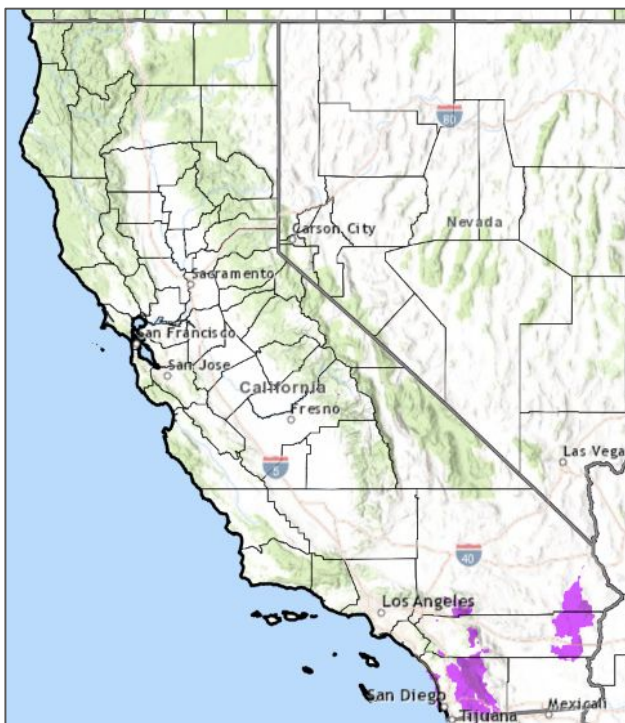 80
Carson City
Nevada
Sacramento
San Francisco
San Jose
California
Fresno
5
Las Vega
40
Los Angeles
San Diego
Mexicali
Tijuana